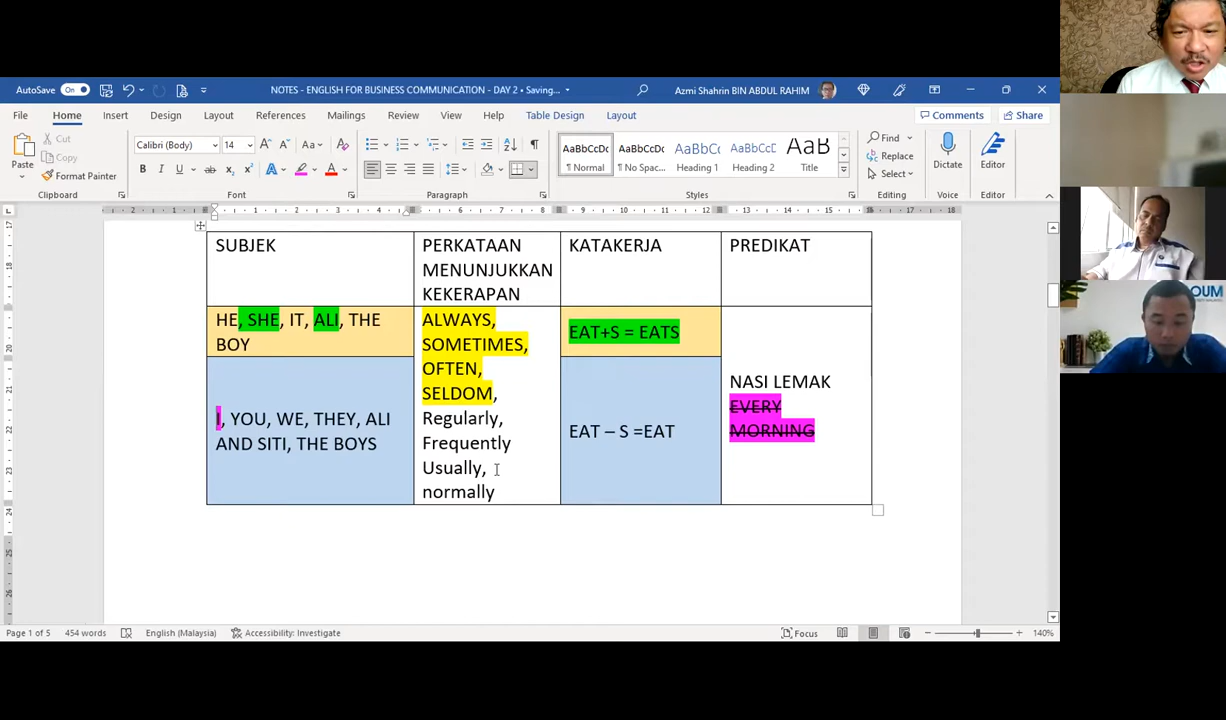 AutoSave On
NOTES - ENGLISH FOR BUSINESS COMMUNICATION - DAY 2 • Saving...
Azmi Shahrin BIN ABDUL RAHIM
File Home Insert Design Layout References Mailings Review View Help Table Design Layout
Comments Share
Paste
Cut
Copy
Format Painter
Clipboard
Calibri (Body) 14
Font
Paragraph
AaBbCcDc AaBbCcDc AaBbC AaBbCcD AaB
¶ Normal ¶ No Spac... Heading 1 Heading 2 Title
Styles
Find
Replace
Select
Editing
Dictate
Voice
Editor
Editor
SUBJEK
PERKATAAN
MENUNJUKKAN
KEKERAPAN
KATAKERJA
PREDIKAT
HE, SHE, IT, ALI, THE
BOY
ALWAYS,
SOMETIMES,
OFTEN,
SELDOM,
Regularly,
Frequently
Usually,
normally
EAT+S = EATS
I, YOU, WE, THEY, ALI
AND SITI, THE BOYS
EAT – S =EAT
NASI LEMAK
EVERY
MORNING
Page 1 of 5 454 words English (Malaysia) Accessibility: Investigate
Focus 140%
OUM